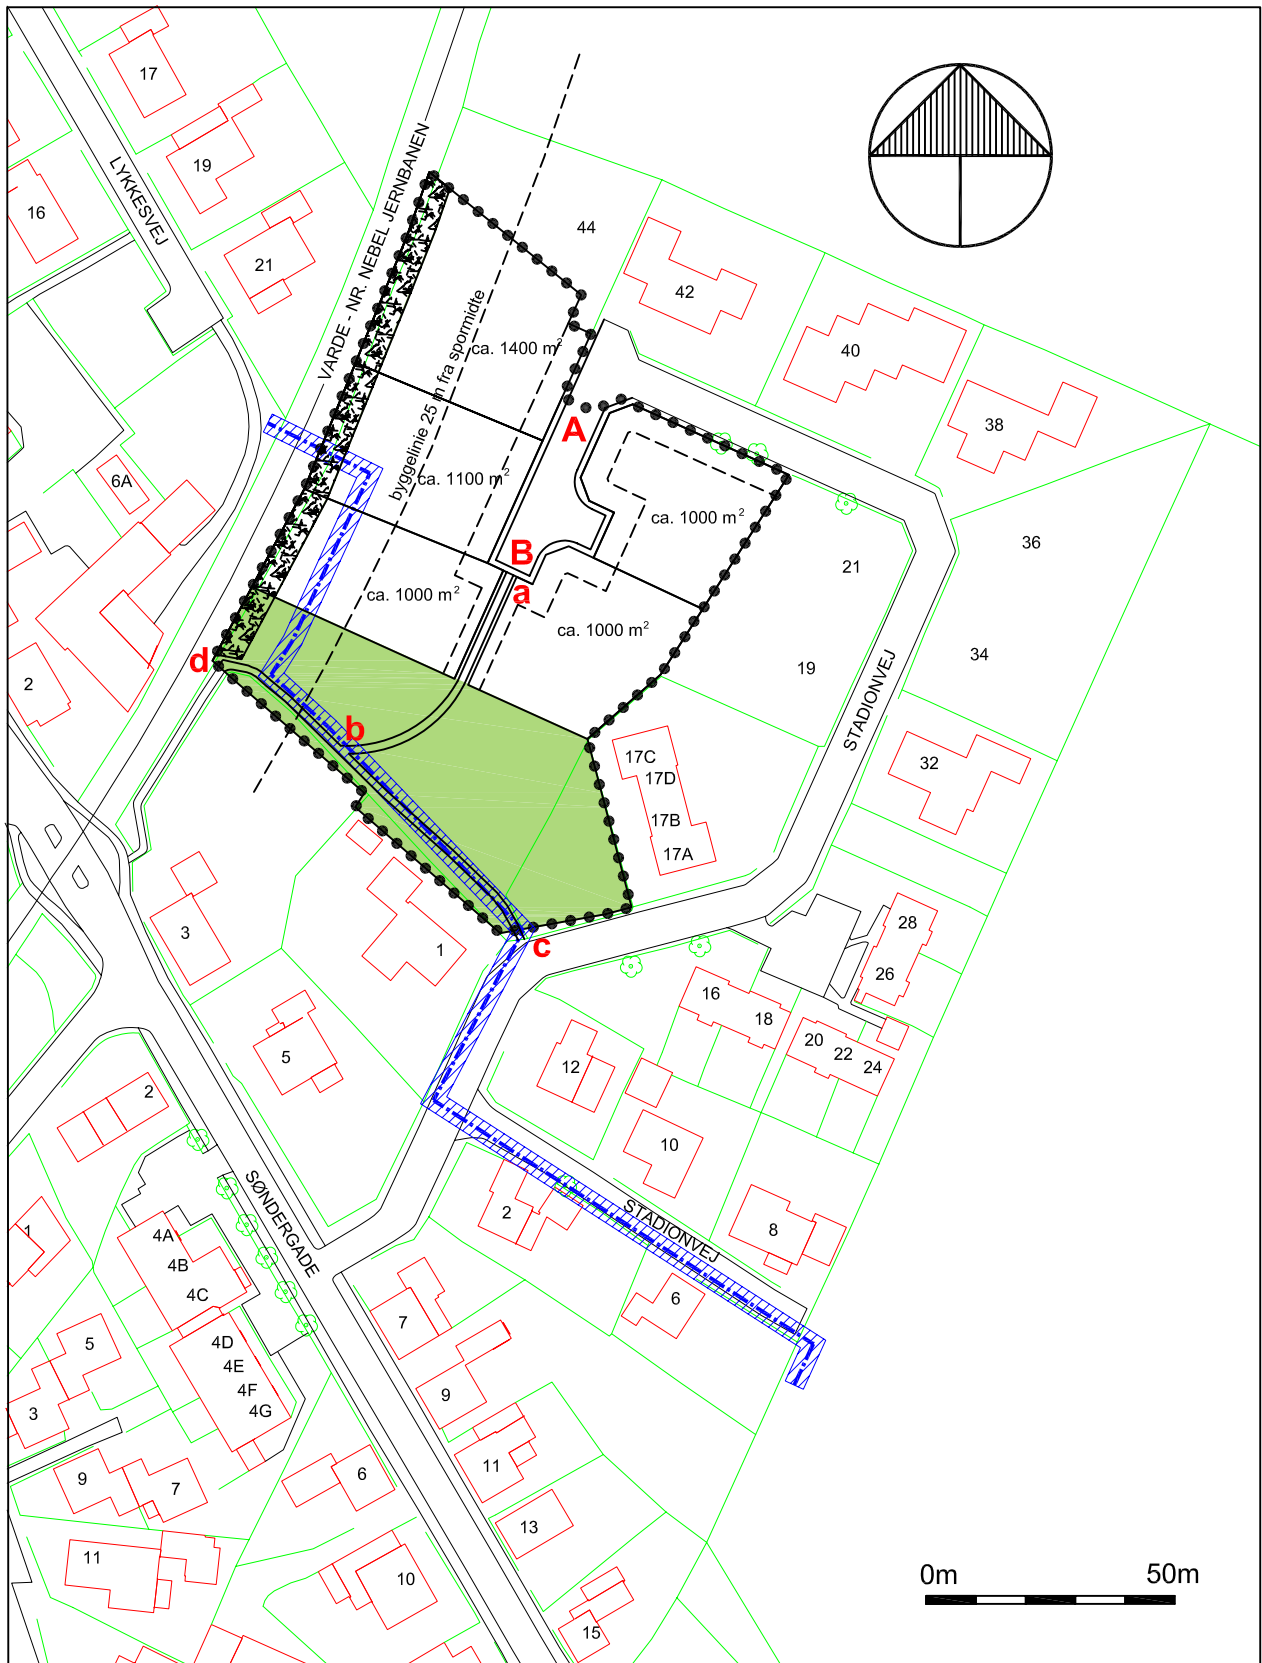 17
LYKKESVEJ
19
16
21
VARDE - NR. NEBEL JERNBANEN
44
42
40
38
ca. 1400 m²
byggelinie 25 m fra spormidte
A
6A
ca. 1100 m²
ca. 1000 m²
36
B
21
a
ca. 1000 m²
ca. 1000 m²
34
19
d
2
STADIONVEJ
b
17C
17D
32
17B
17A
3
1
c
28
26
16
18
20
22
24
5
12
2
10
SØNDERGADE
1
4A
4B
4C
2
STADIONVEJ
8
6
7
5
4D
4E
4F
4G
9
3
11
9
7
6
13
11
10
15
0m 50m